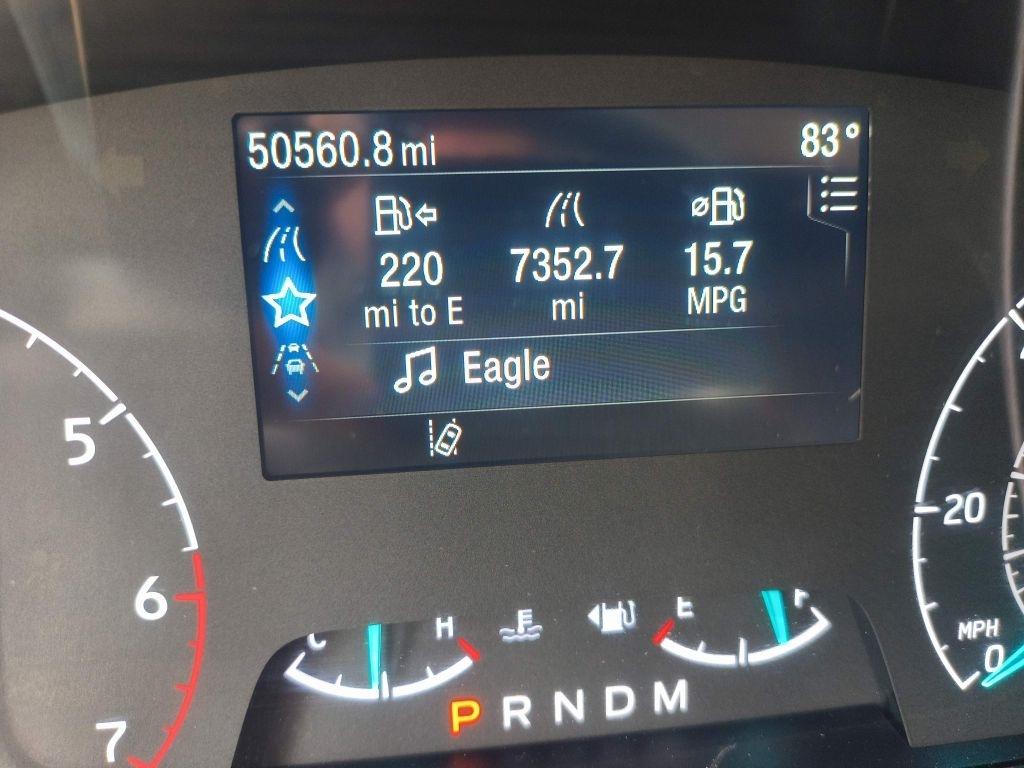 50560.8 mi 83°
220 7352.7 15.7
mi to E mi MPG
Eagle
5
20
6
C H E F
MPH
0
P R N D M
7